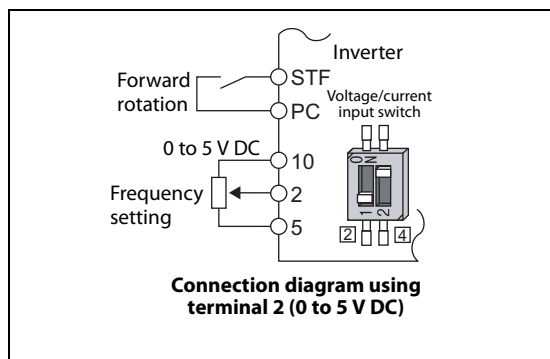 Inverter
Forward
rotation
STF
PC
Voltage/current
input switch
0 to 5 V DC
10
Frequency
setting
2
5
ON
1 2
2
4
Connection diagram using
terminal 2 (0 to 5 V DC)